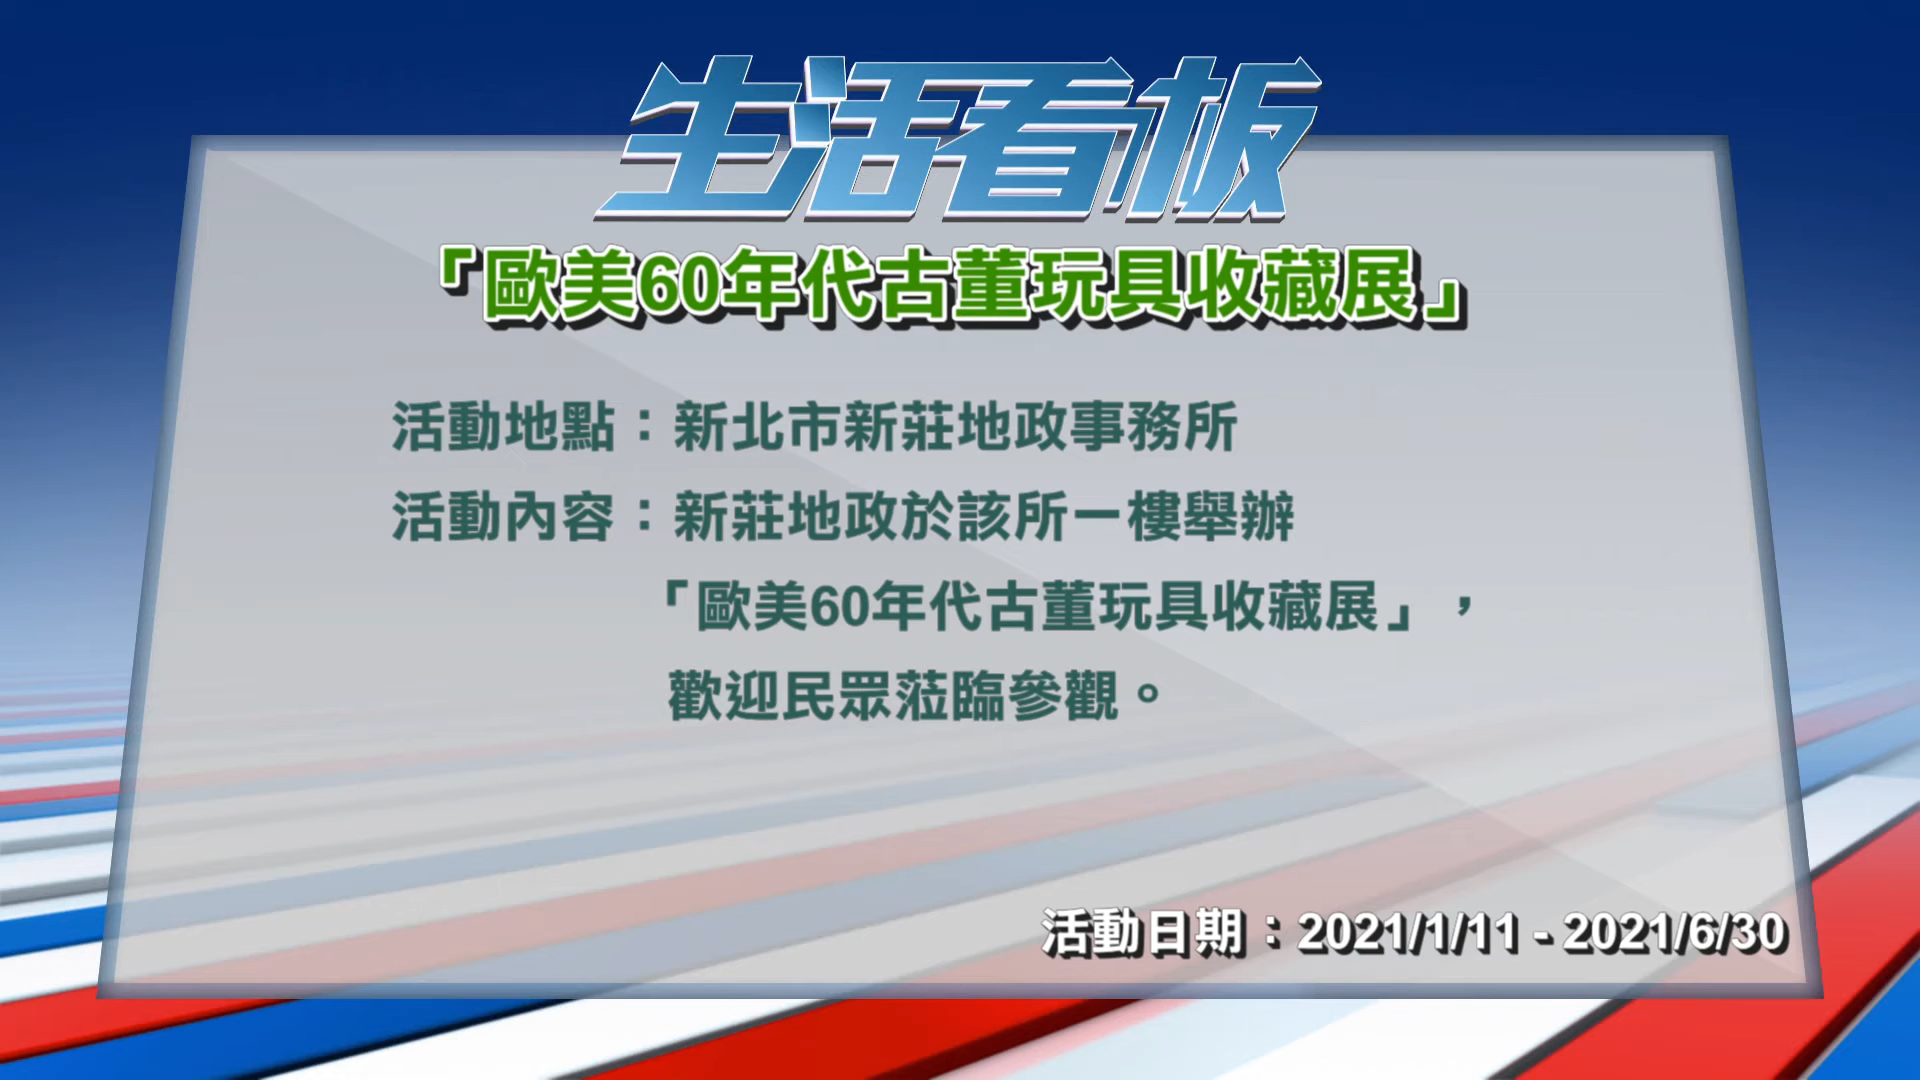 生活看板
「歐美60年代古董玩具收藏展」
活動地點：新北市新莊地政事務所
活動內容：新莊地政於該所一樓舉辦
「歐美60年代古董玩具收藏展」，
歡迎民眾蒞臨參觀。
活動日期：2021/1/11 - 2021/6/30